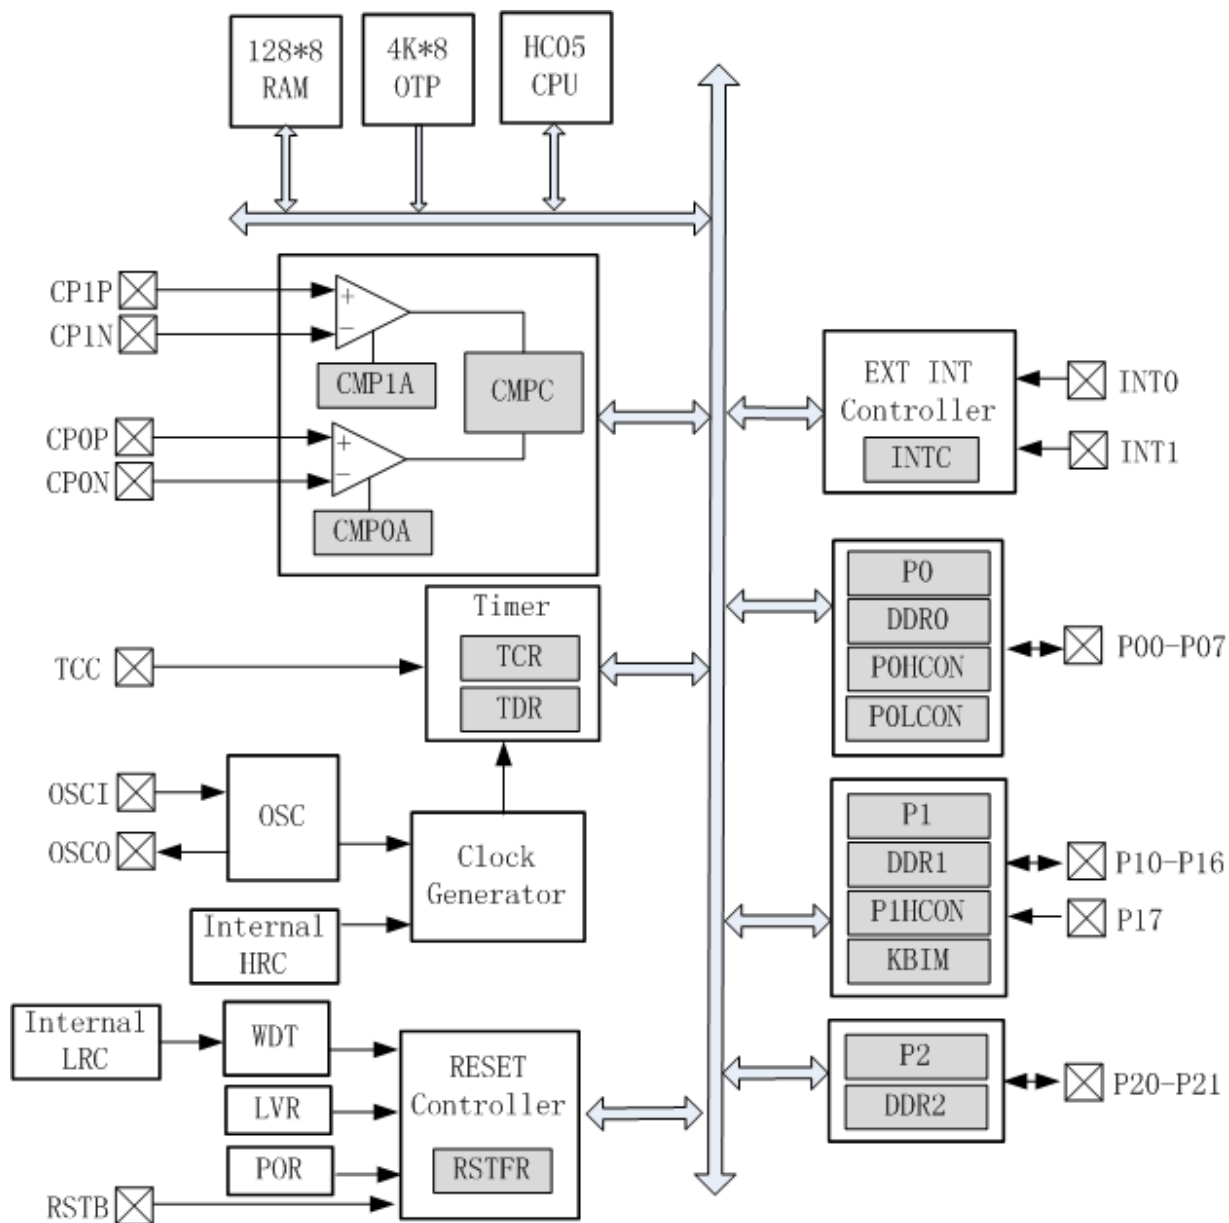 128*8
RAM
4K*8
OTP
HC05
CPU
CP1P
+
CP1N
−
CMP1A
CMPC
CP0P
+
CP0N
−
CMP0A
EXT INT
Controller
INTC
INT0
INT1
P0
DDR0
P0HCON
P0LCON
P00-P07
Timer
TCR
TDR
TCC
OSCI
OSCO
OSC
Clock
Generator
Internal
HRC
P1
DDR1
P1HCON
KBIM
P10-P16
P17
Internal
LRC
WDT
LVR
POR
RSTB
RESET
Controller
RSTFR
P2
DDR2
P20-P21